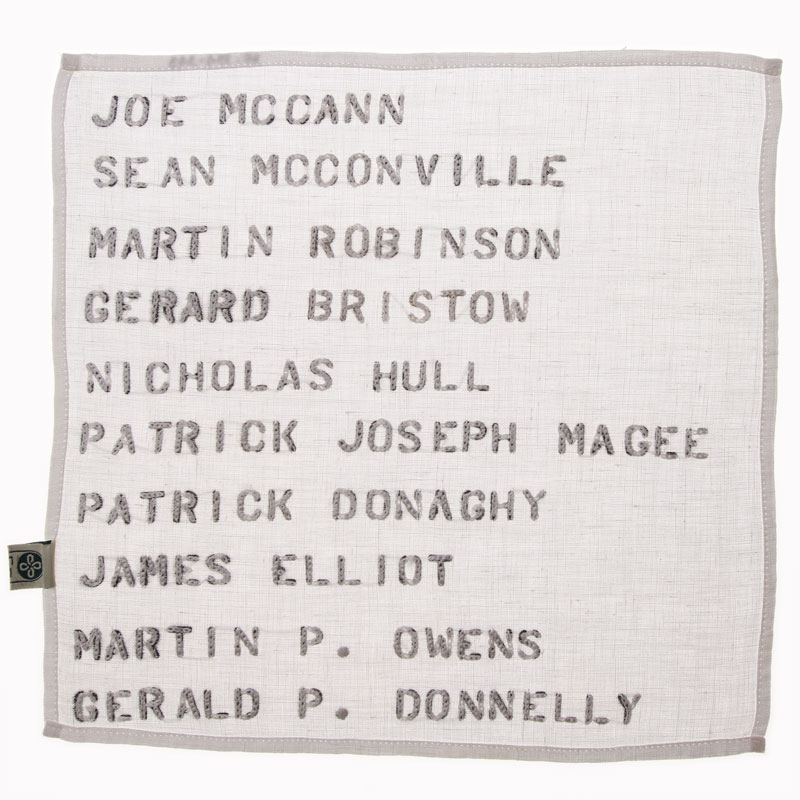 JOE MCCANN
SEAN MCCONVILLE
MARTIN ROBINSON
GERARD BRISTOW
NICHOLAS HULL
PATRICK JOSEPH MAGEE
PATRICK DONAGHY
JAMES ELLIOT
MARTIN P. OWENS
GERALD P. DONNELLY